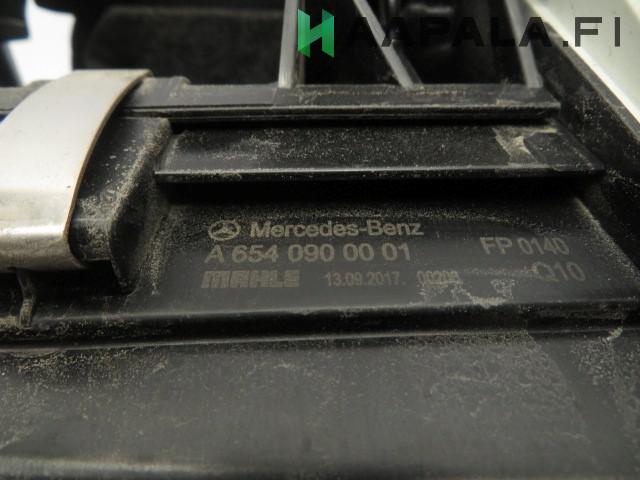 HAAPALA.FI
Mercedes-Benz
A 654 090 00 01 FP 0140
MAHLE 13.09.2017. Q10